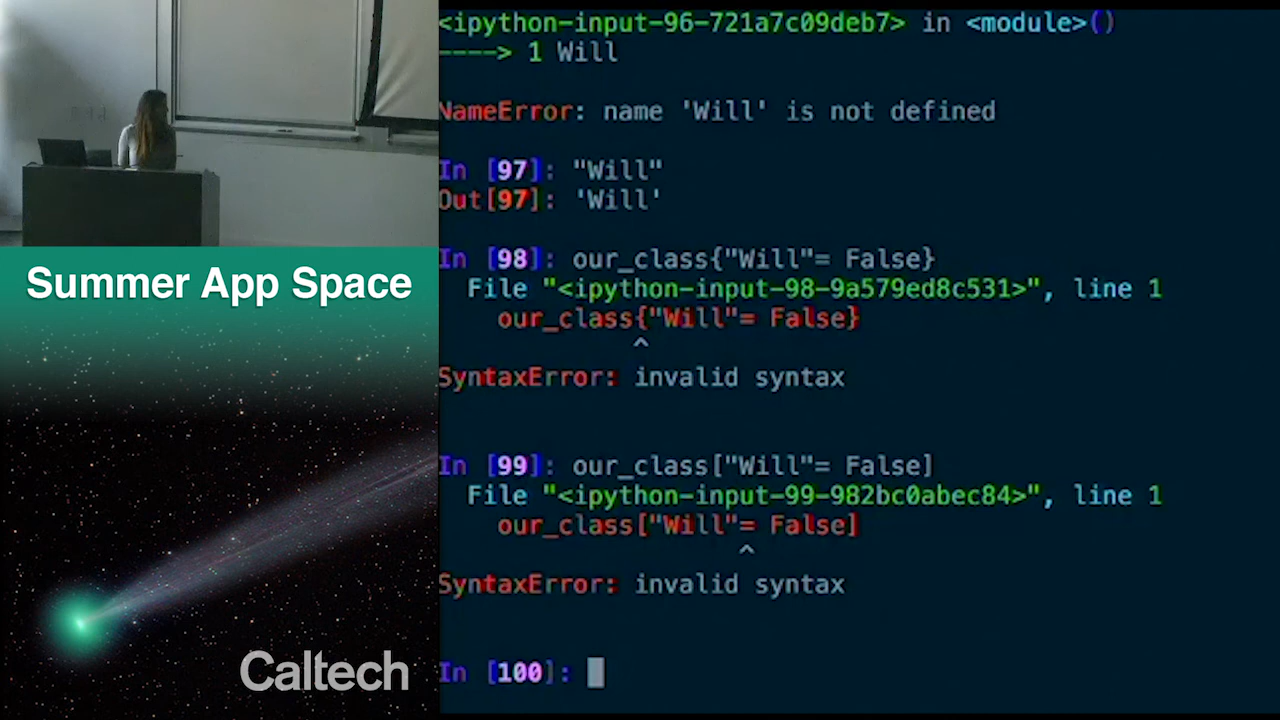 Summer App Space
Caltech
<ipython-input-96-721a7c09deb7> in <module>()
----> 1 Will
NameError: name 'Will' is not defined
In [97]: "Will"
Out[97]: 'Will'
In [98]: our_class{"Will"= False}
File "<ipython-input-98-9a579ed8c531>", line 1
our_class{"Will"= False}
^
SyntaxError: invalid syntax
In [99]: our_class["Will"= False]
File "<ipython-input-99-982bc0abec84>", line 1
our_class["Will"= False]
^
SyntaxError: invalid syntax
In [100]: